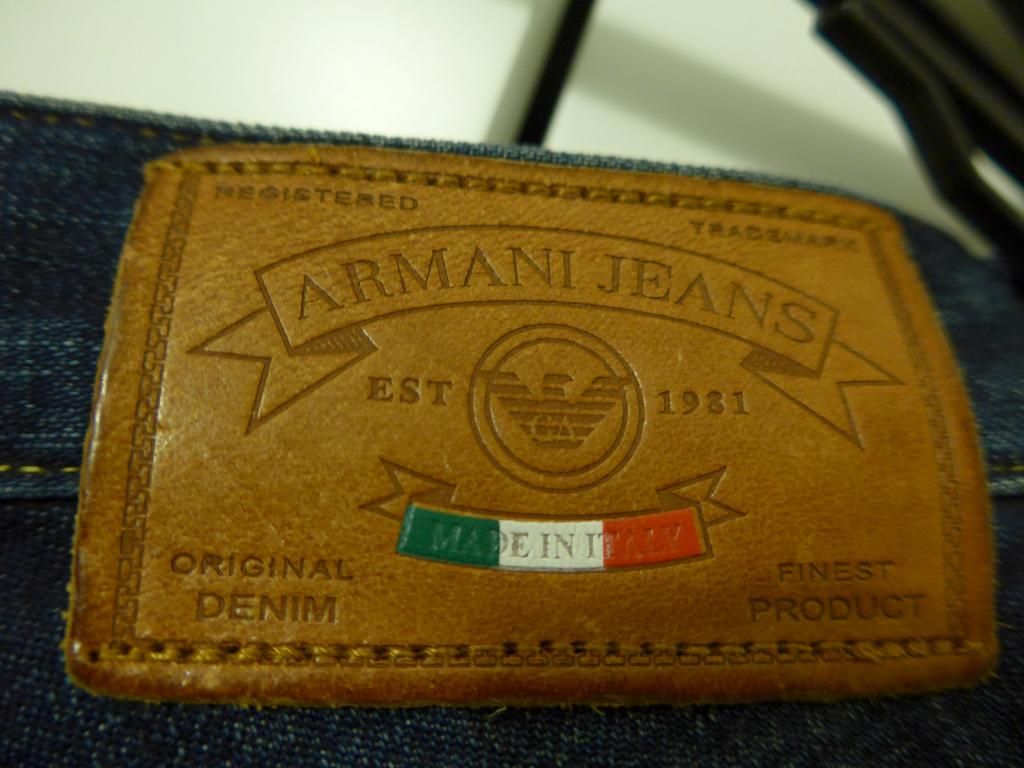 REGISTERED TRADEMARK
ARMANI JEANS
EST GA 1981
MADE IN ITALY
ORIGINAL FINEST
DENIM PRODUCT